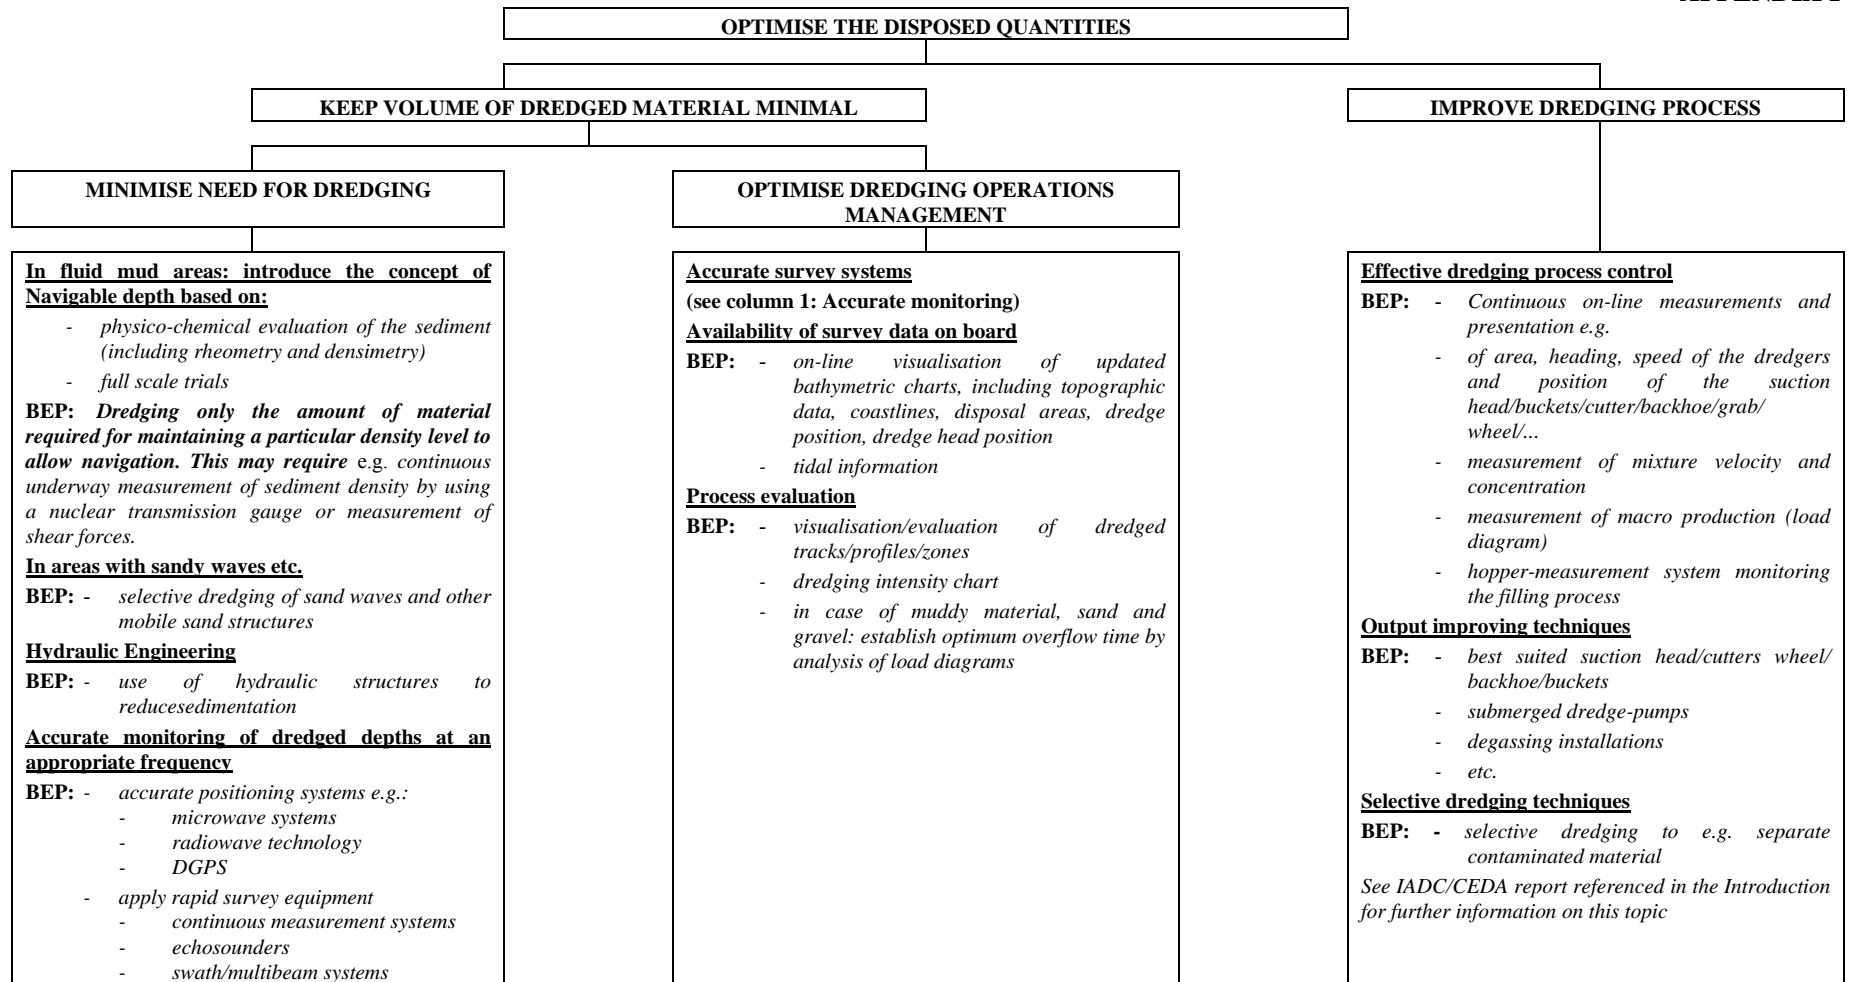 OPTIMISE THE DISPOSED QUANTITIES
KEEP VOLUME OF DREDGED MATERIAL MINIMAL
IMPROVE DREDGING PROCESS
MINIMISE NEED FOR DREDGING
OPTIMISE DREDGING OPERATIONS
MANAGEMENT
In fluid mud areas: introduce the concept of
Navigable depth based on:
- physico-chemical evaluation of the sediment
(including rheometry and densimetry)
- full scale trials
BEP: Dredging only the amount of material
required for maintaining a particular density level to
allow navigation. This may require e.g. continuous
underway measurement of sediment density by using
a nuclear transmission gauge or measurement of
shear forces.
In areas with sandy waves etc.
BEP: - selective dredging of sand waves and other
mobile sand structures
Hydraulic Engineering
BEP: - use of hydraulic structures to
reducesedimentation
Accurate monitoring of dredged depths at an
appropriate frequency
BEP: - accurate positioning systems e.g.:
- microwave systems
- radiowave technology
- DGPS
- apply rapid survey equipment
- continuous measurement systems
- echosounders
- swath/multibeam systems
Accurate survey systems
(see column 1: Accurate monitoring)
Availability of survey data on board
BEP: - on-line visualisation of updated
bathymetric charts, including topographic
data, coastlines, disposal areas, dredge
position, dredge head position
- tidal information
Process evaluation
BEP: - visualisation/evaluation of dredged
tracks/profiles/zones
- dredging intensity chart
- in case of muddy material, sand and
gravel: establish optimum overflow time by
analysis of load diagrams
Effective dredging process control
BEP: - Continuous on-line measurements and
presentation e.g.
- of area, heading, speed of the dredgers
and position of the suction
head/buckets/cutter/backhoe/grab/
wheel/...
- measurement of mixture velocity and
concentration
- measurement of macro production (load
diagram)
- hopper-measurement system monitoring
the filling process
Output improving techniques
BEP: - best suited suction head/cutters wheel/
backhoe/buckets
- submerged dredge-pumps
- degassing installations
- etc.
Selective dredging techniques
BEP: - selective dredging to e.g. separate
contaminated material
See IADC/CEDA report referenced in the Introduction
for further information on this topic